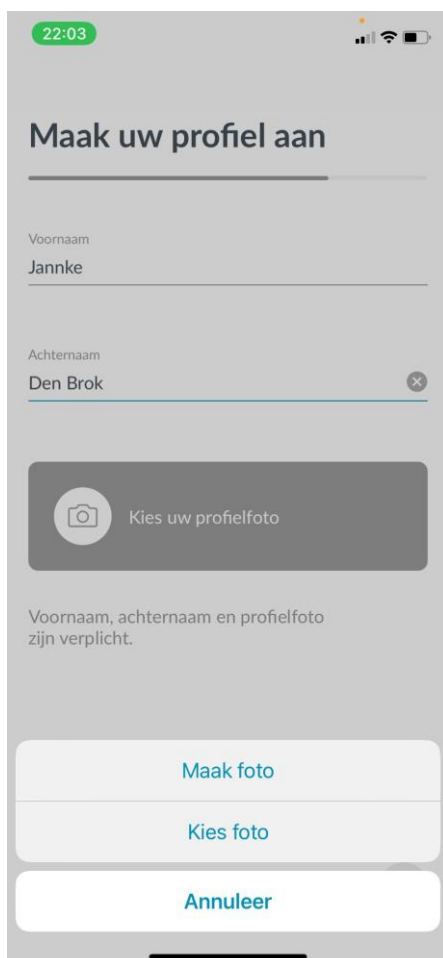 22:03
Maak uw profiel aan
Voornaam
Jannke
Achternaam
Den Brok
Kies uw profielfoto
Voornaam, achternaam en profielfoto
zijn verplicht.
Maak foto
Kies foto
Annuleer